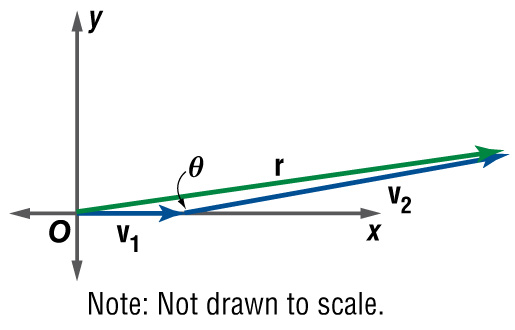 y
θ
r
v₂
O
v₁
x
Note: Not drawn to scale.